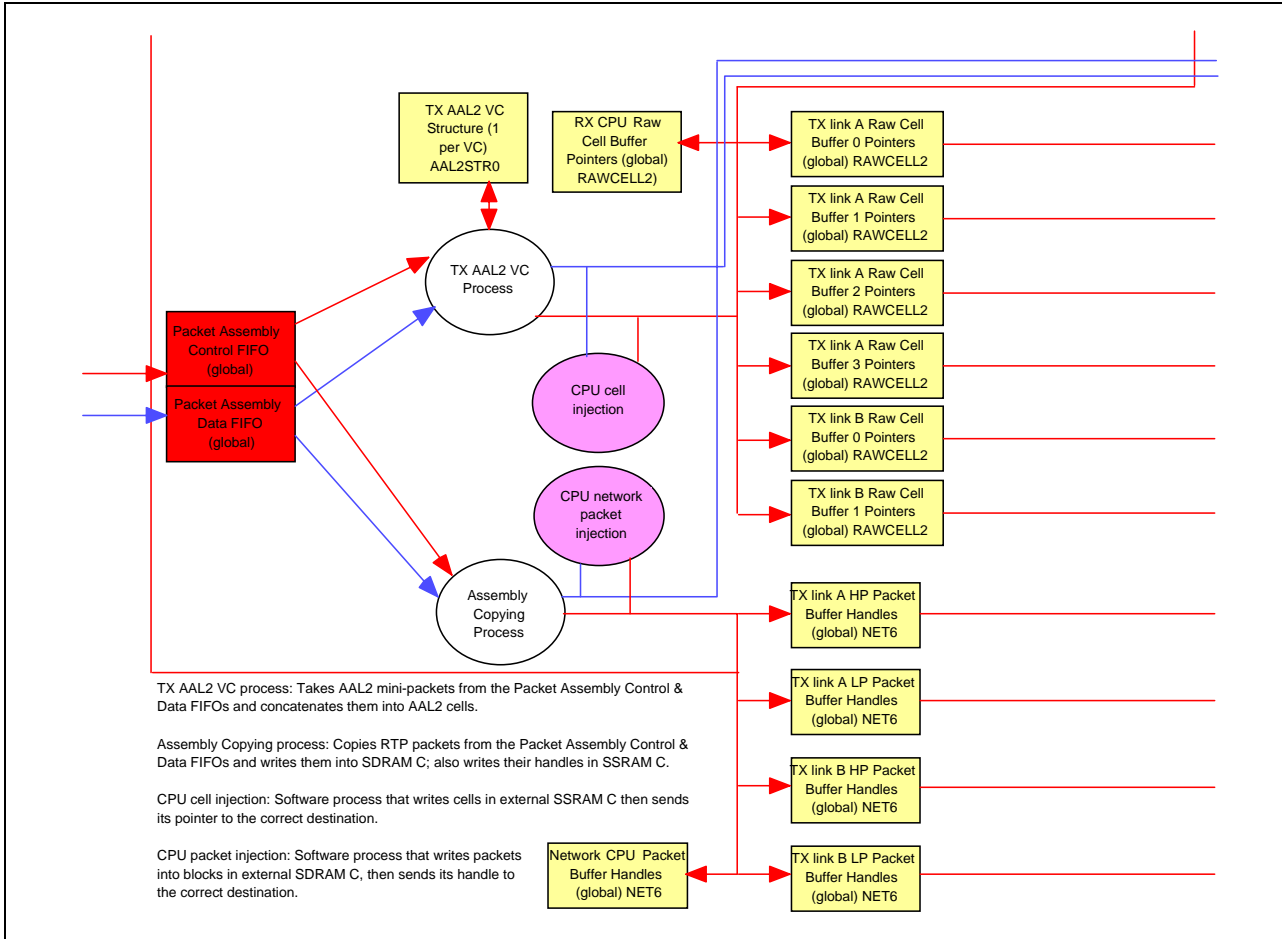 TX AAL2 VC
Structure (1
per VC)
AAL2STR0
RX CPU Raw
Cell Buffer
Pointers (global)
RAWCELL2)
TX link A Raw Cell
Buffer 0 Pointers
(global) RAWCELL2
TX link A Raw Cell
Buffer 1 Pointers
(global) RAWCELL2
TX AAL2 VC
Process
TX link A Raw Cell
Buffer 2 Pointers
(global) RAWCELL2
Packet Assembly
Control FIFO
(global)
Packet Assembly
Data FIFO
(global)
TX link A Raw Cell
Buffer 3 Pointers
(global) RAWCELL2
CPU cell
injection
TX link B Raw Cell
Buffer 0 Pointers
(global) RAWCELL2
CPU network
packet
injection
TX link B Raw Cell
Buffer 1 Pointers
(global) RAWCELL2
Assembly
Copying
Process
TX link A HP Packet
Buffer Handles
(global) NET6
TX link A LP Packet
Buffer Handles
(global) NET6
TX link B HP Packet
Buffer Handles
(global) NET6
TX link B LP Packet
Buffer Handles
(global) NET6
Network CPU Packet
Buffer Handles
(global) NET6
TX AAL2 VC process: Takes AAL2 mini-packets from the Packet Assembly Control &
Data FIFOs and concatenates them into AAL2 cells.
Assembly Copying process: Copies RTP packets from the Packet Assembly Control &
Data FIFOs and writes them into SDRAM C; also writes their handles in SSRAM C.
CPU cell injection: Software process that writes cells in external SSRAM C then sends
its pointer to the correct destination.
CPU packet injection: Software process that writes packets
into blocks in external SDRAM C, then sends its handle to
the correct destination.